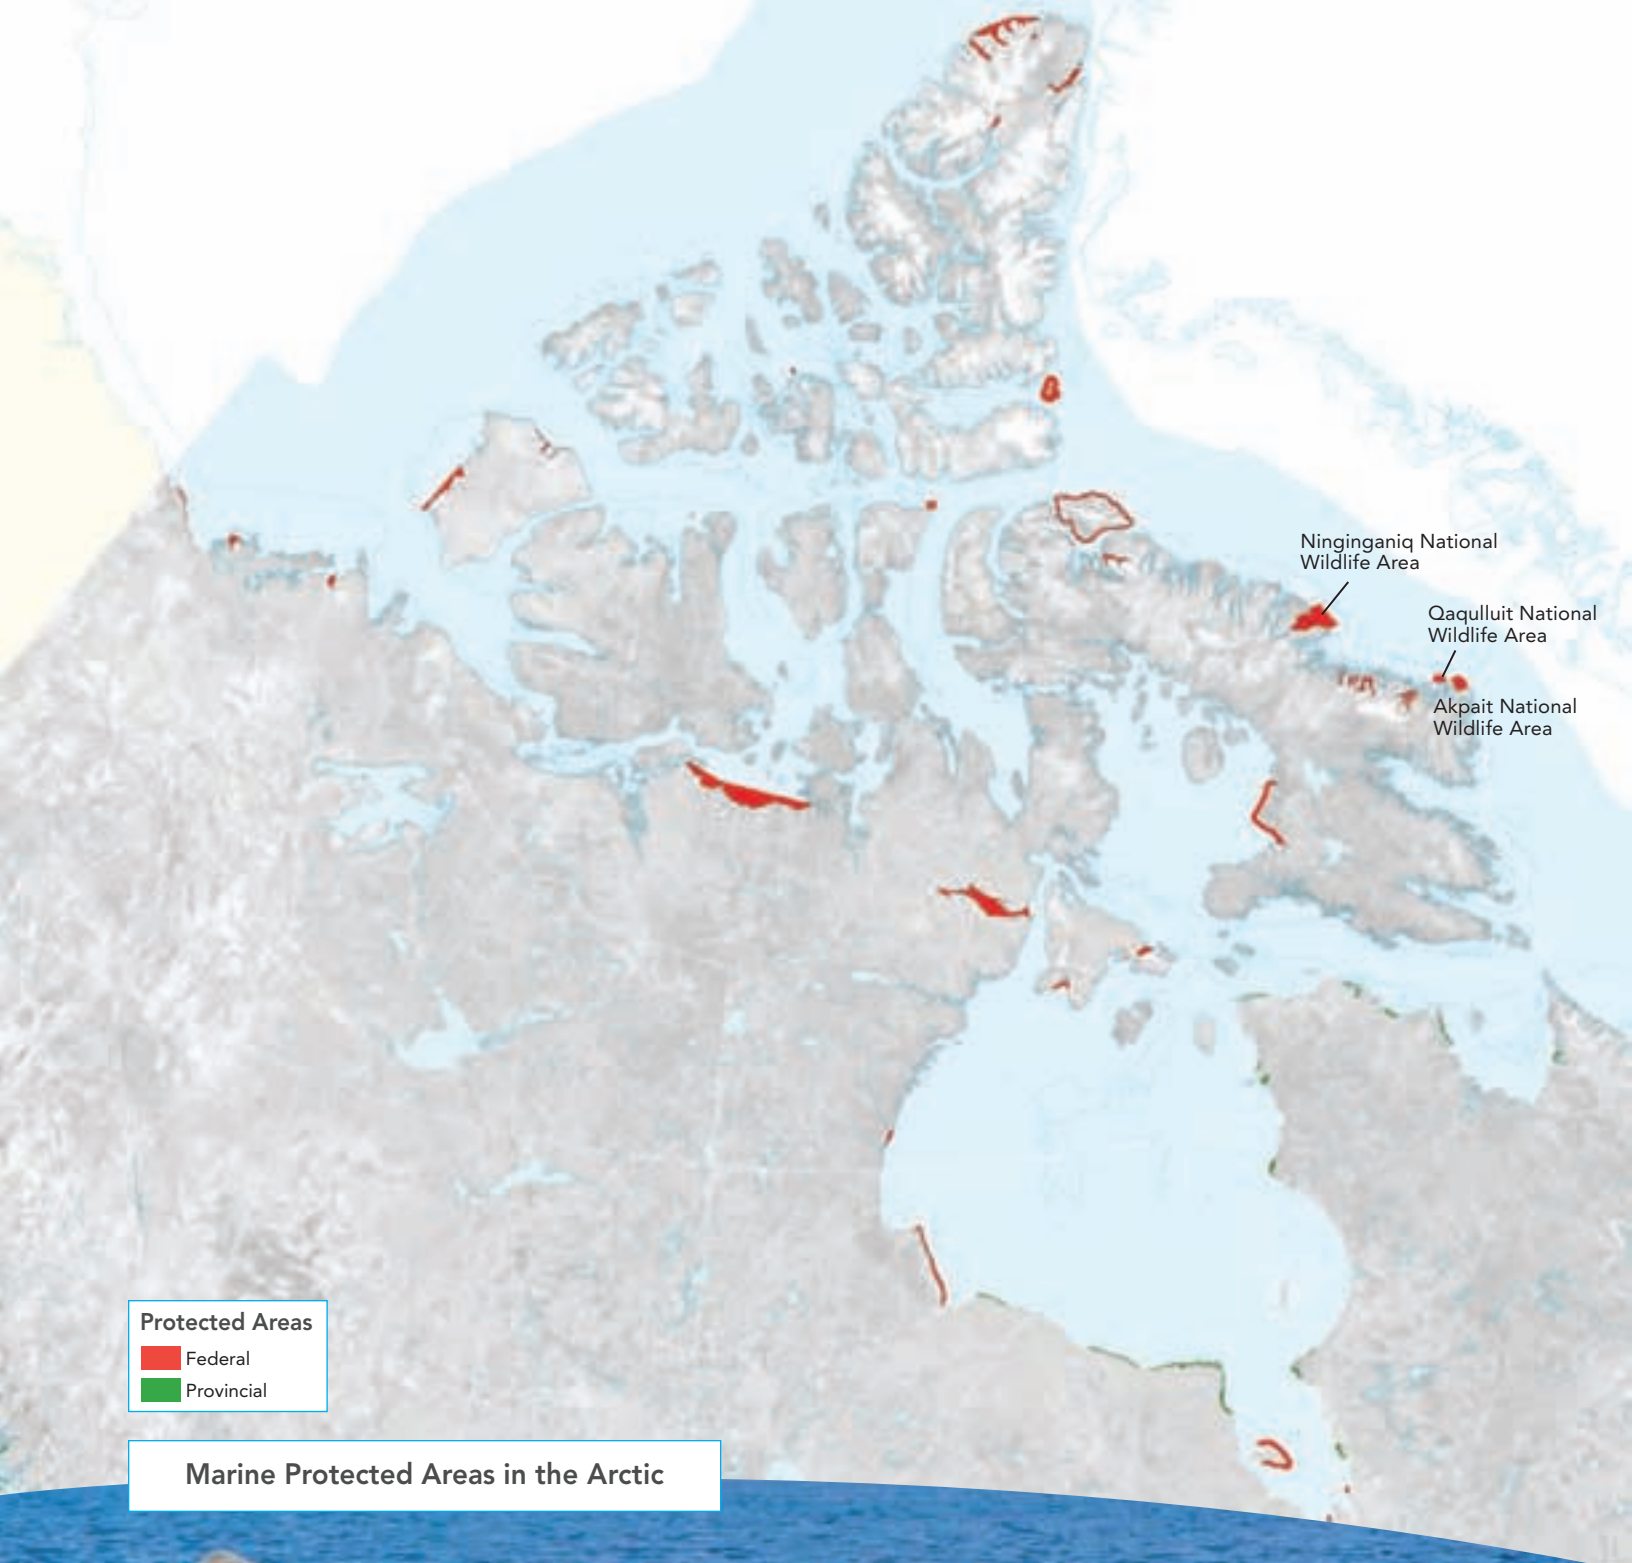 Ninginganiq National
Wildlife Area
Qaqulluit National
Wildlife Area
Akpait National
Wildlife Area
Protected Areas
Federal
Provincial
Marine Protected Areas in the Arctic